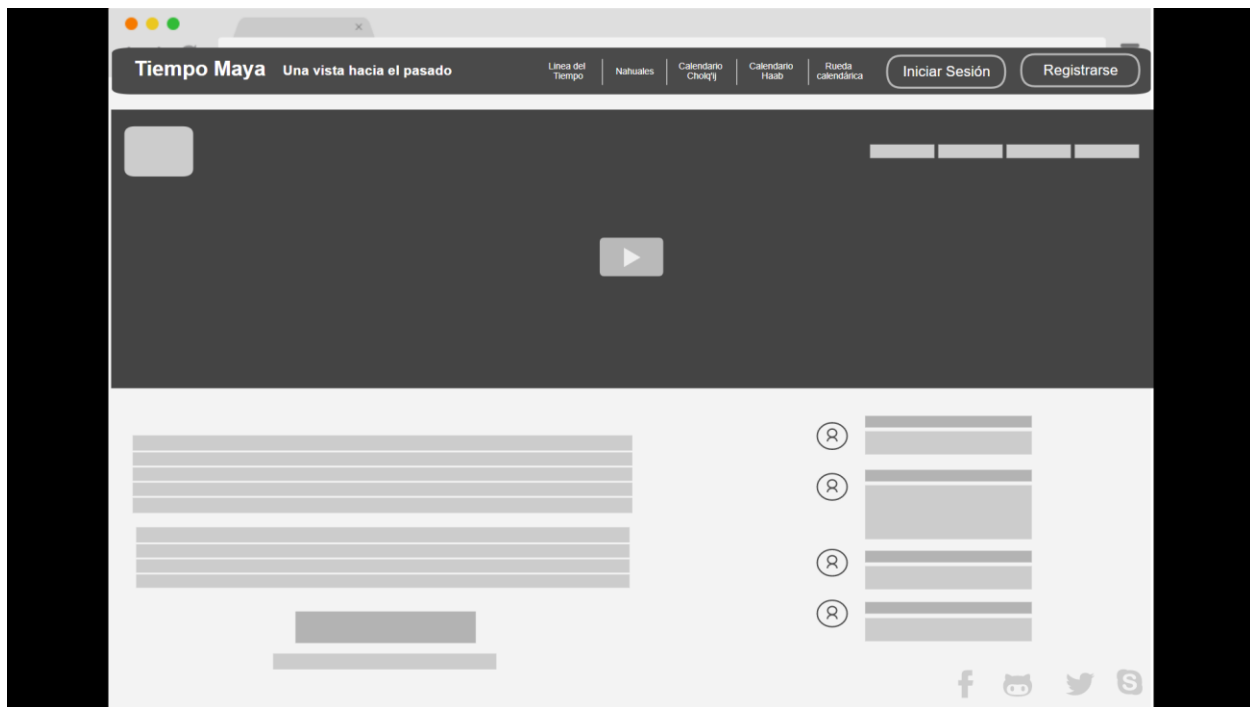 Tiempo Maya
Una vista hacia el pasado
Linea del
Tiempo
Nahuales
Calendario
Cholq'ij
Calendario
Haab
Rueda
calendárica
Iniciar Sesión
Registrarse